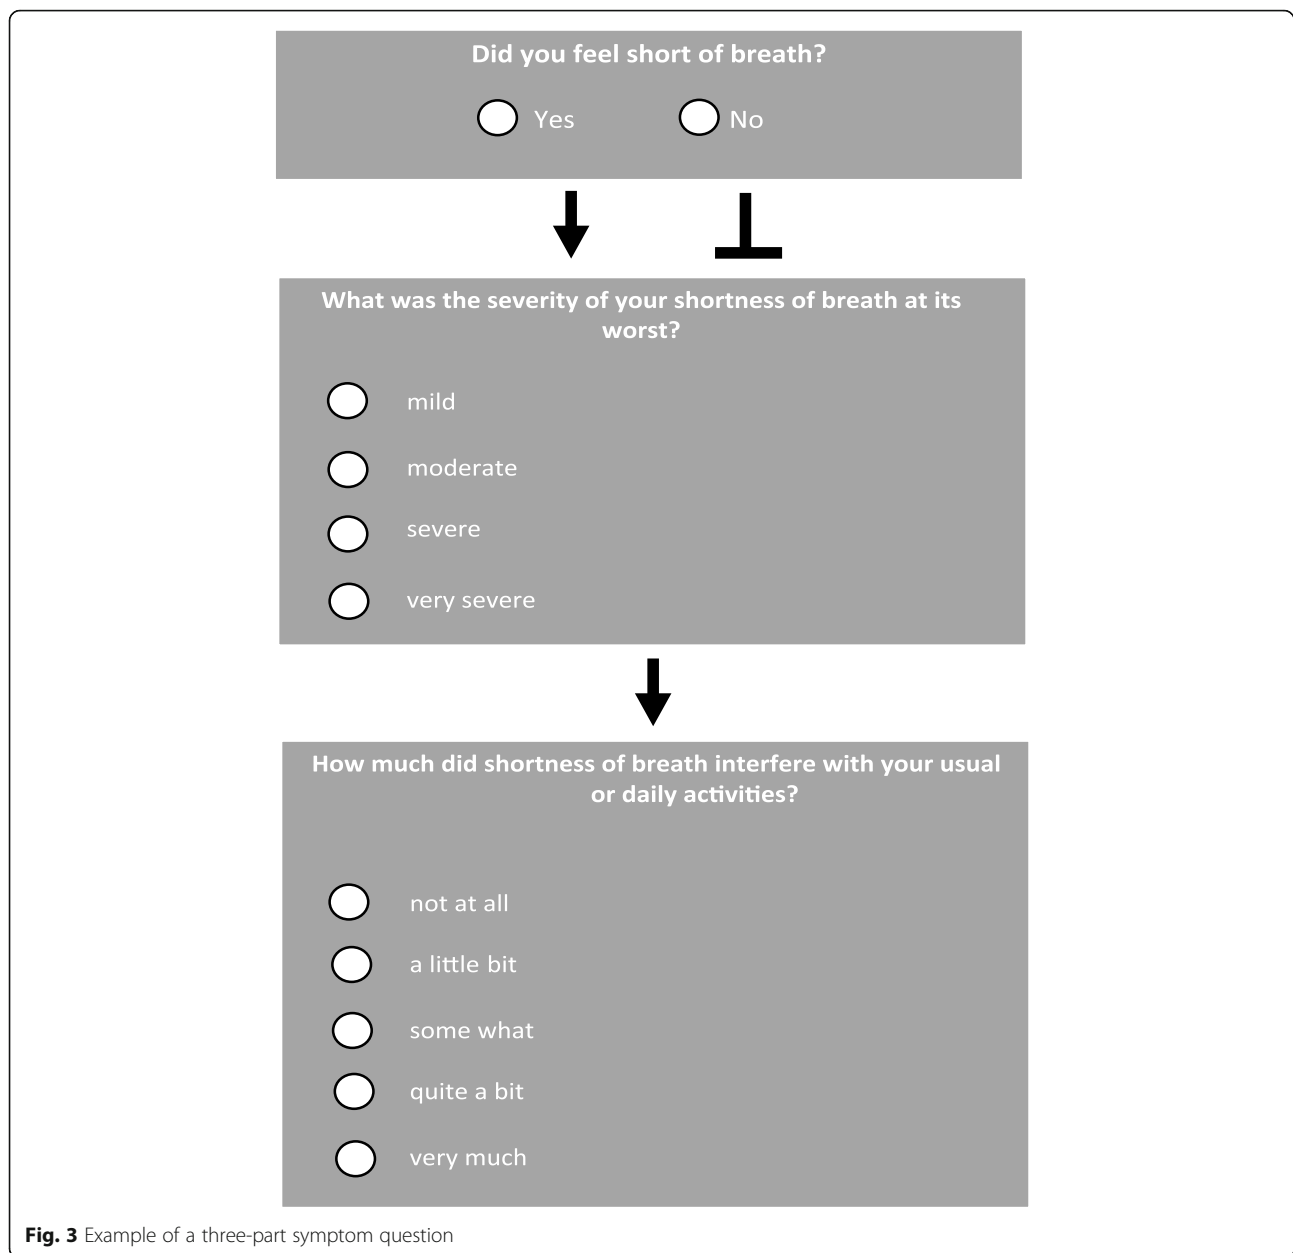 Did you feel short of breath?
Yes
No
What was the severity of your shortness of breath at its
worst?
mild
moderate
severe
very severe
How much did shortness of breath interfere with your usual
or daily activities?
not at all
a little bit
some what
quite a bit
very much
Fig. 3 Example of a three-part symptom question